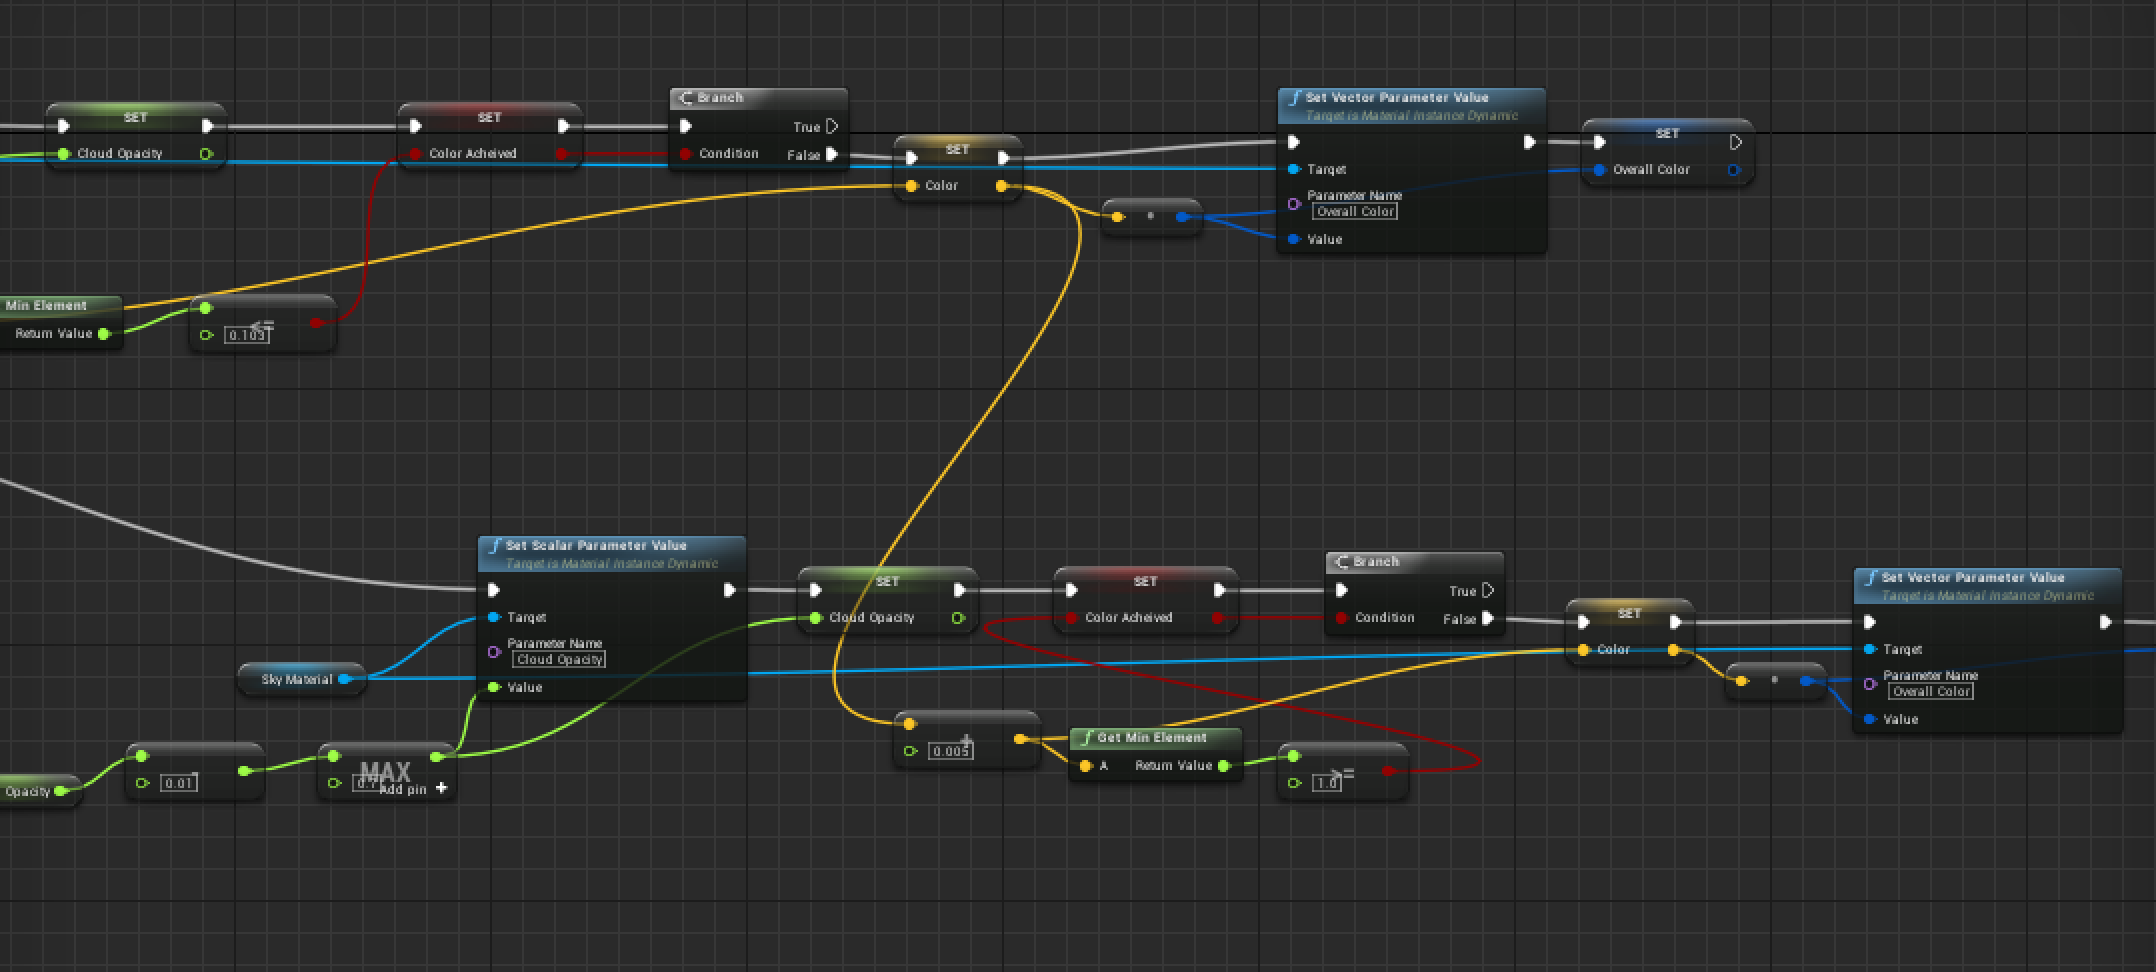 SET
Cloud Opacity
SET
Color Acheived
Branch
True
Condition
False
SET
Color
Set Vector Parameter Value
Target is Material Instance Dynamic
Target
Parameter Name
Overall Color
Value
SET
Overall Color
Min Element
Return Value
<=
0.103
Set Scalar Parameter Value
Target is Material Instance Dynamic
Target
Parameter Name
Cloud Opacity
Value
SET
Cloud Opacity
SET
Color Acheived
Branch
True
Condition
False
SET
Color
Set Vector Parameter Value
Target is Material Instance Dynamic
Target
Parameter Name
Overall Color
Value
Sky Material
Opacity
0.01
MAX
Add pin +
+
0.005
Get Min Element
A Return Value
>=
1.0